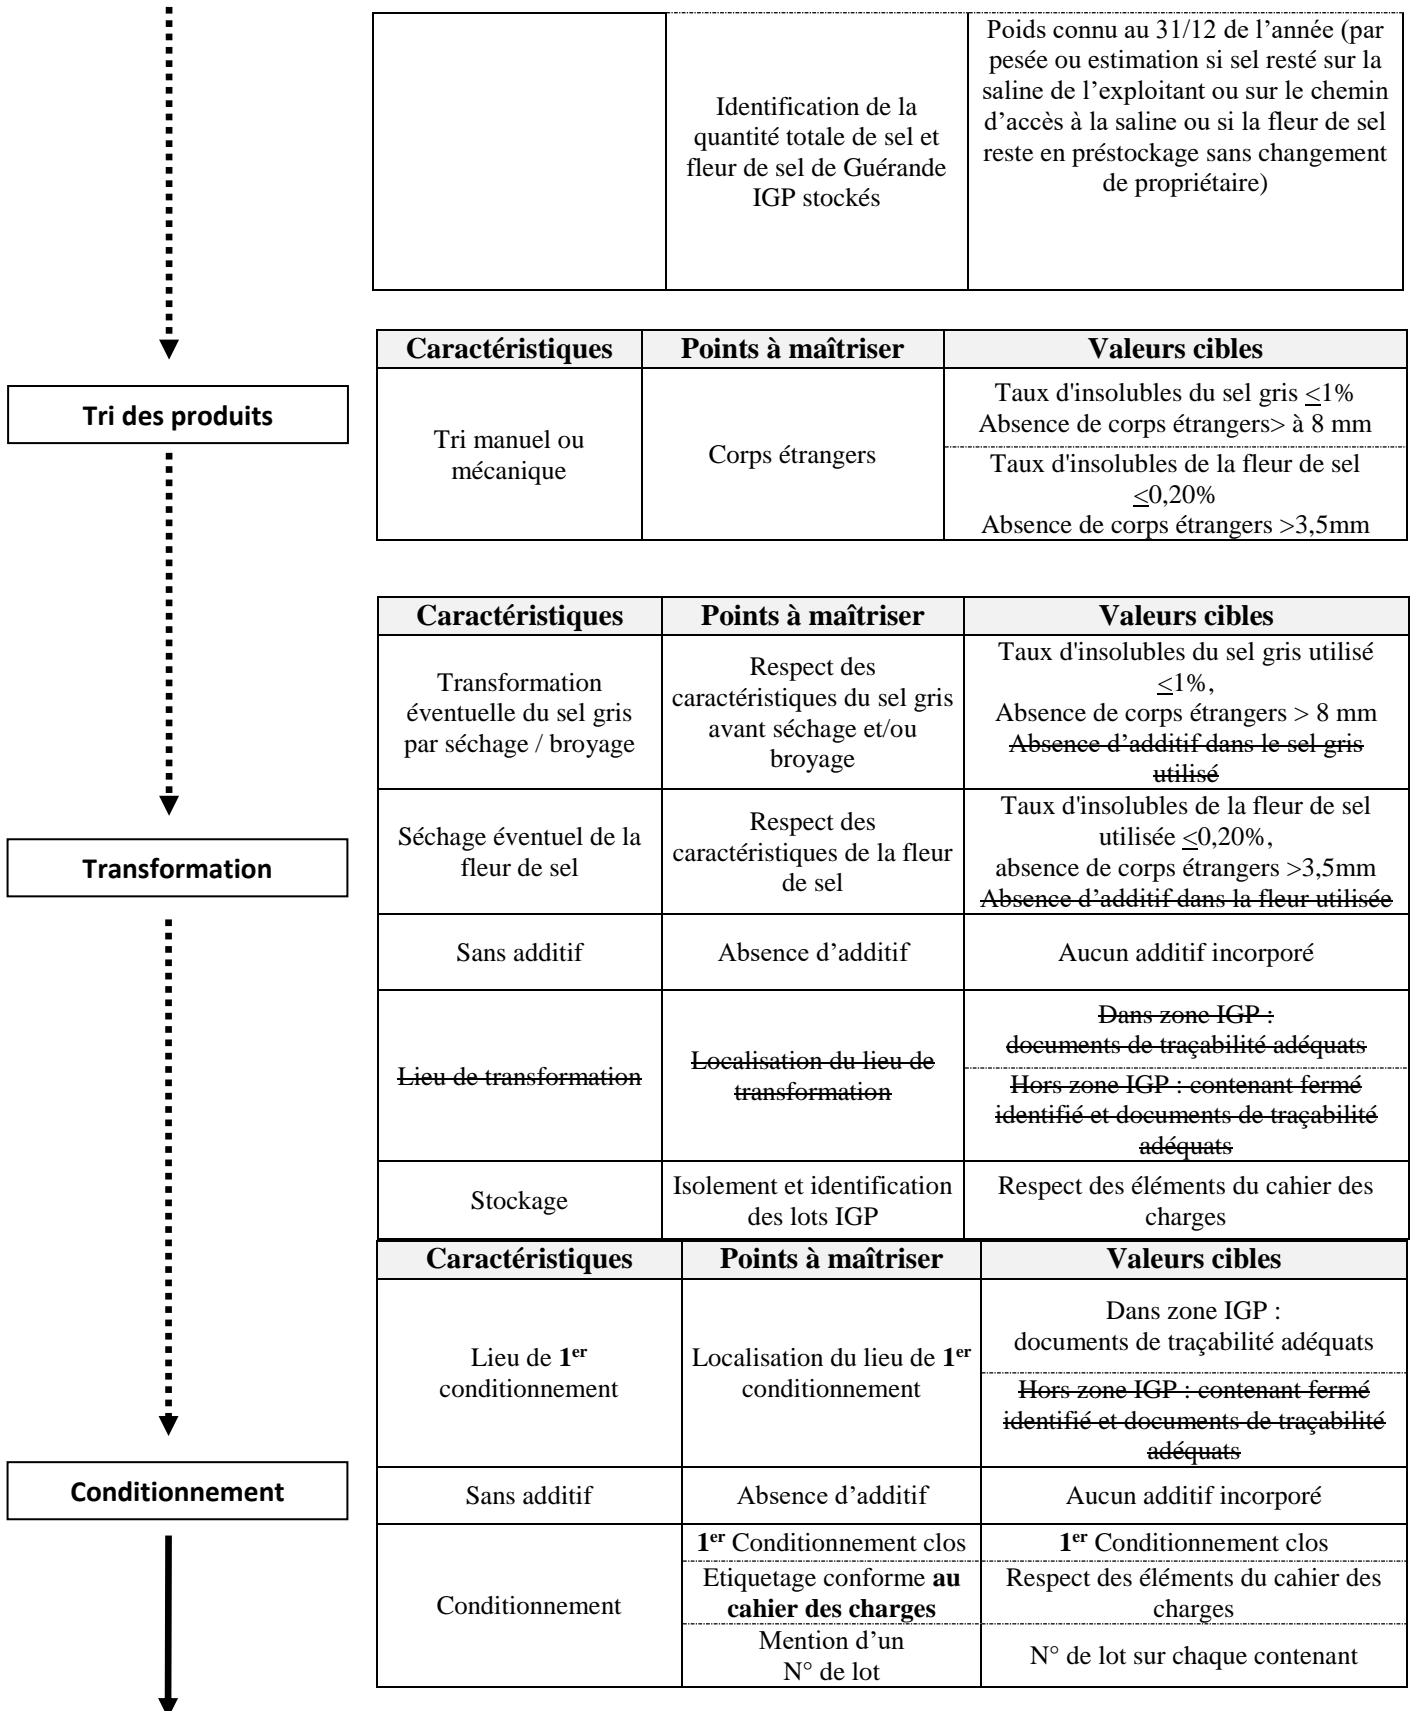 Identification de la
quantité totale de sel et
fleur de sel de Guérande
IGP stockés
Poids connu au 31/12 de l’année (par
pesée ou estimation si sel resté sur la
saline de l’exploitant ou sur le chemin
d’accès à la saline ou si la fleur de sel
reste en préstockage sans changement
de propriétaire)
Tri des produits
Caractéristiques
Points à maîtriser
Valeurs cibles
Tri manuel ou
mécanique
Corps étrangers
Taux d'insolubles du sel gris <1%
Absence de corps étrangers> à 8 mm
Taux d'insolubles de la fleur de sel
<0,20%
Absence de corps étrangers >3,5mm
Transformation
Caractéristiques
Points à maîtriser
Valeurs cibles
Transformation
éventuelle du sel gris
par séchage / broyage
Respect des
caractéristiques du sel gris
avant séchage et/ou
broyage
Taux d'insolubles du sel gris utilisé
<1%,
Absence de corps étrangers > 8 mm
Absence d’additif dans le sel gris
utilisé
Séchage éventuel de la
fleur de sel
Respect des
caractéristiques de la fleur
de sel
Taux d'insolubles de la fleur de sel
utilisée <0,20%,
absence de corps étrangers >3,5mm
Absence d’additif dans la fleur utilisée
Sans additif
Absence d’additif
Aucun additif incorporé
Lieu de transformation
Localisation du lieu de
transformation
Dans zone IGP :
documents de traçabilité adéquats
Hors zone IGP : contenant fermé
identifié et documents de traçabilité
adéquats
Stockage
Isolement et identification
des lots IGP
Respect des éléments du cahier des
charges
Conditionnement
Caractéristiques
Points à maîtriser
Valeurs cibles
Lieu de 1er
conditionnement
Localisation du lieu de 1er
conditionnement
Dans zone IGP :
documents de traçabilité adéquats
Hors zone IGP : contenant fermé
identifié et documents de traçabilité
adéquats
Sans additif
Absence d’additif
Aucun additif incorporé
Conditionnement
1er Conditionnement clos
1er Conditionnement clos
Etiquetage conforme au
cahier des charges
Respect des éléments du cahier des
charges
Mention d’un
N° de lot
N° de lot sur chaque contenant